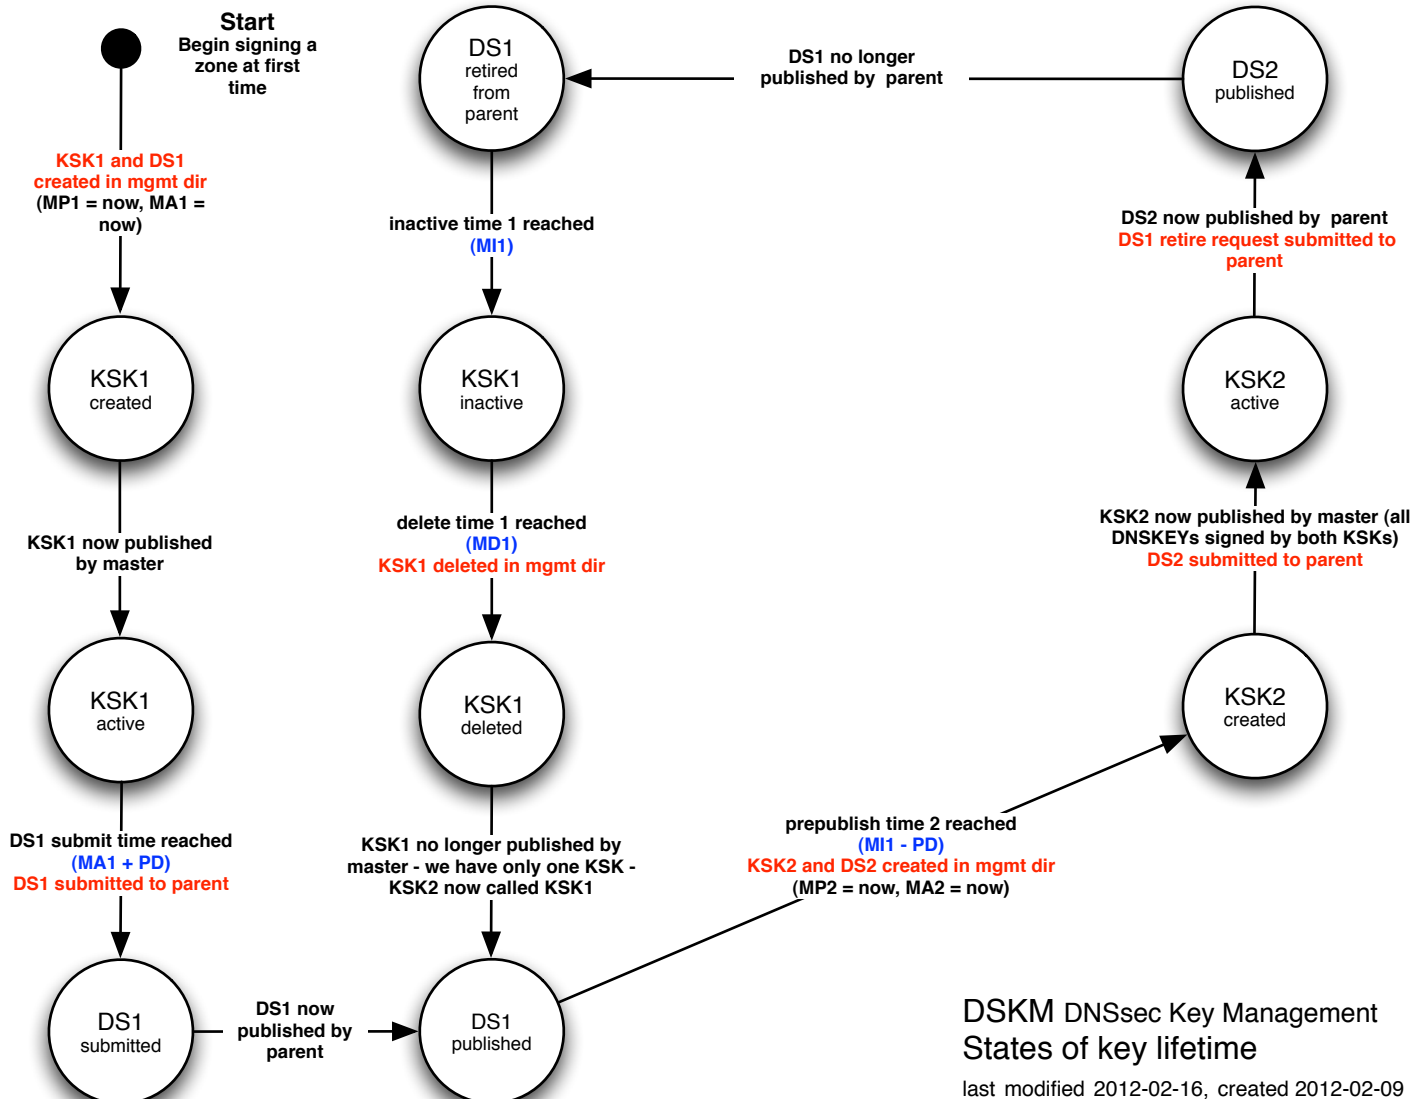 Start
Begin signing a
zone at first
time
KSK1 and DS1
created in mgmt dir
(MP1 = now, MA1 =
now)
KSK1
created
KSK1 now published
by master
KSK1
active
DS1 submit time reached
(MA1 + PD)
DS1 submitted to parent
DS1
submitted
DS1 now
published by
parent
DS1
retired
from
parent
inactive time 1 reached
(MI1)
KSK1
inactive
delete time 1 reached
(MD1)
KSK1 deleted in mgmt dir
KSK1
deleted
KSK1 no longer published by
master - we have only one KSK -
KSK2 now called KSK1
DS1
published
DS1 no longer
published by parent
prepublish time 2 reached
(MI1 - PD)
KSK2 and DS2 created in mgmt dir
(MP2 = now, MA2 = now)
DS2
published
DS2 now published by parent
DS1 retire request submitted to
parent
KSK2
active
KSK2 now published by master (all
DNSKEYs signed by both KSKs)
DS2 submitted to parent
KSK2
created
DSKM DNSsec Key Management
States of key lifetime
last modified 2012-02-16, created 2012-02-09